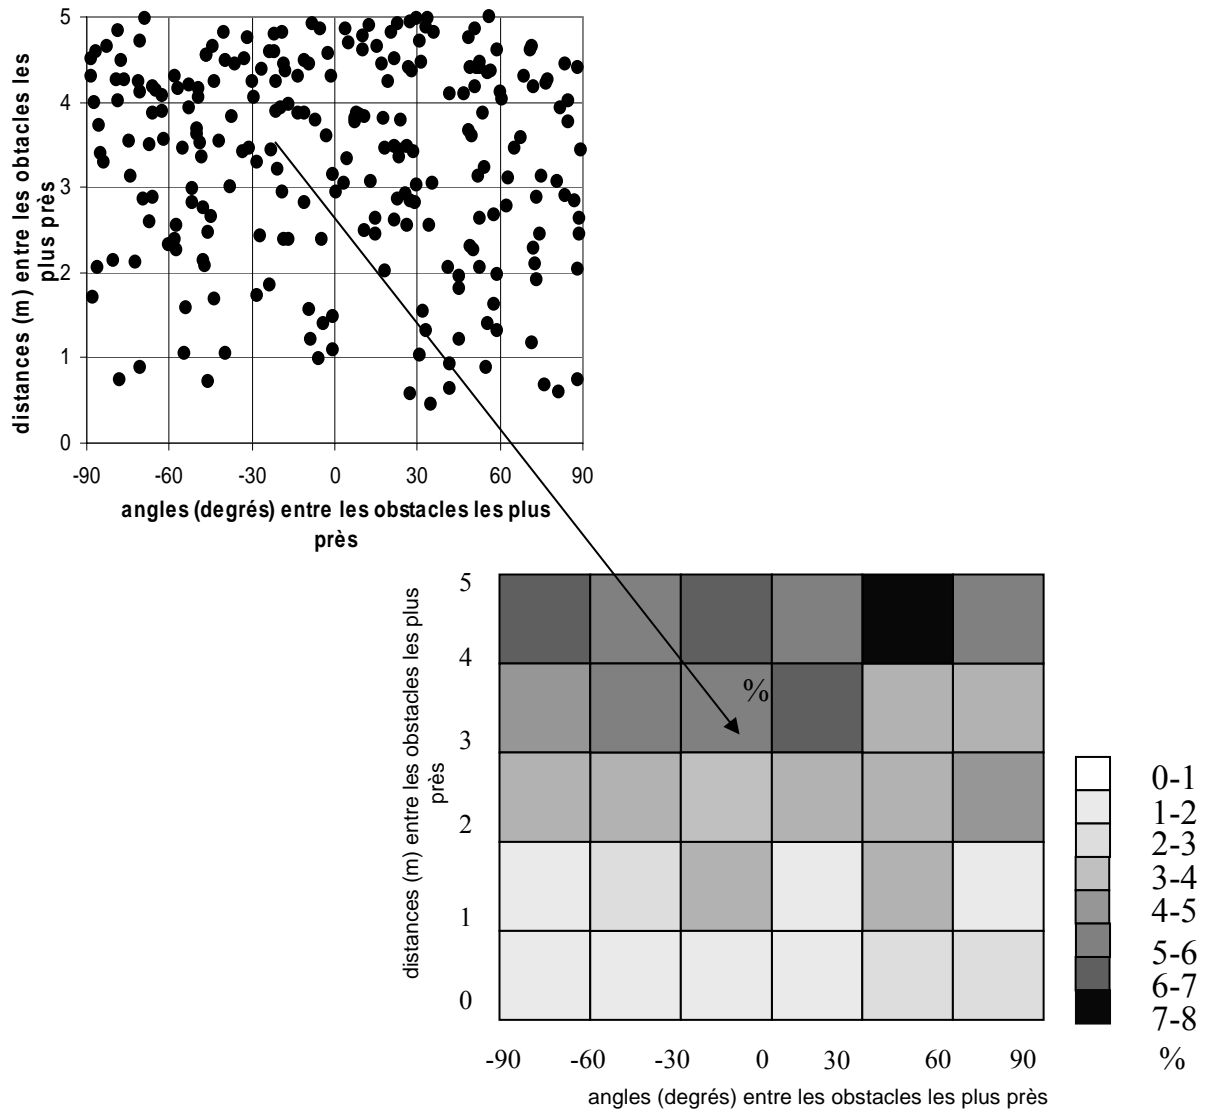 distances (m) entre les obtacles les
plus près
5
4
3
2
1
0
-90 -60 -30 0 30 60 90
angles (degrés) entre les obstacles les plus
près
distances (m) entre les obstacles les plus
près
5
4
3
2
1
0
%
-90 -60 -30 0 30 60 90
angles (degrés) entre les obstacles les plus près
0-1
1-2
2-3
3-4
4-5
5-6
6-7
7-8
%